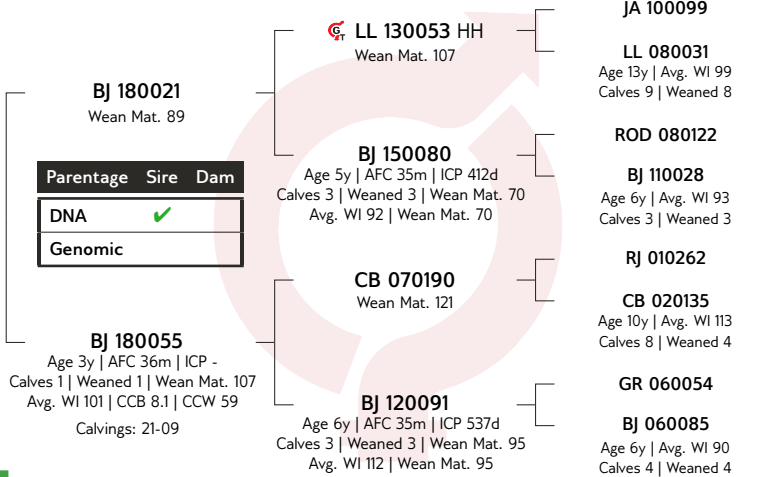 JA 100099
G T LL 130053 HH
Wean Mat. 107
LL 080031
Age 13y | Avg. WI 99
Calves 9 | Weaned 8
BJ 180021
Wean Mat. 89
ROD 080122
BJ 150080
Age 5y | AFC 35m | ICP 412d
Calves 3 | Weaned 3 | Wean Mat. 70
Avg. WI 92 | Wean Mat. 70
BJ 110028
Age 6y | Avg. WI 93
Calves 3 | Weaned 3
Parentage Sire Dam
DNA ✔
Genomic
RJ 010262
CB 070190
Wean Mat. 121
CB 020135
Age 10y | Avg. WI 113
Calves 8 | Weaned 4
BJ 180055
Age 3y | AFC 36m | ICP -
Calves 1 | Weaned 1 | Wean Mat. 107
Avg. WI 101 | CCB 8.1 | CCW 59
Calvings: 21-09
GR 060054
BJ 120091
Age 6y | AFC 35m | ICP 537d
Calves 3 | Weaned 3 | Wean Mat. 95
Avg. WI 112 | Wean Mat. 95
BJ 060085
Age 6y | Avg. WI 90
Calves 4 | Weaned 4